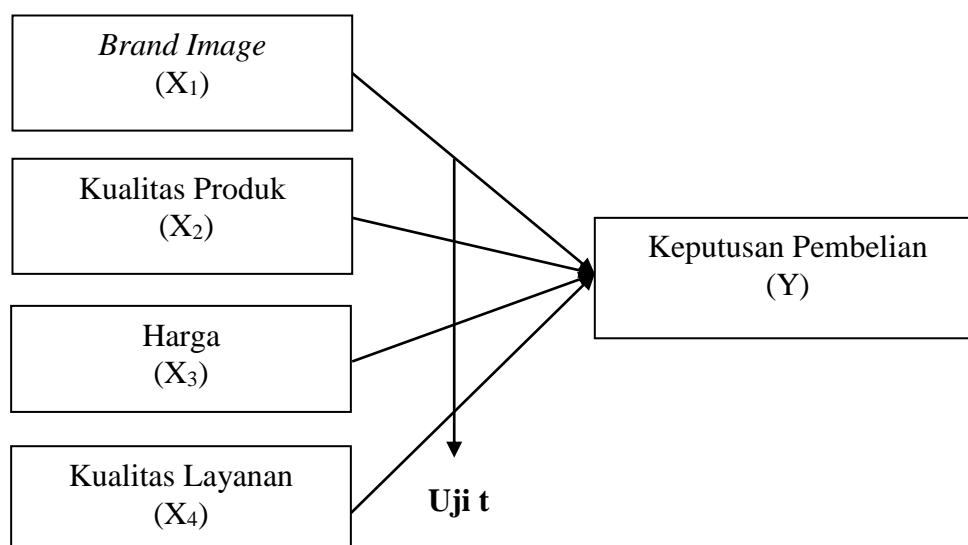 Brand Image
(X₁)
Kualitas Produk
(X₂)
Harga
(X₃)
Kualitas Layanan
(X₄)
Keputusan Pembelian
(Y)
Uji t